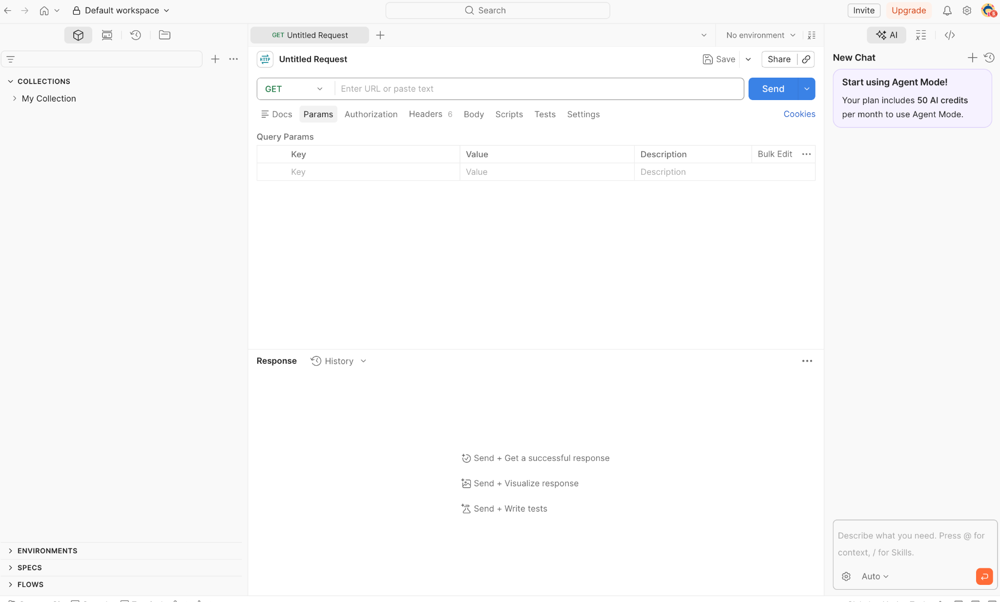 Default workspace
Search
Invite
Upgrade
GET Untitled Request
No environment
AI
HTTP
Untitled Request
Save
Share
New Chat
COLLECTIONS
My Collection
GET
Enter URL or paste text
Send
Start using Agent Mode!
Your plan includes 50 AI credits
per month to use Agent Mode.
Docs
Params
Authorization
Headers 6
Body
Scripts
Tests
Settings
Cookies
Query Params
Key
Value
Description
Bulk Edit
Key
Value
Description
Response
History
Send + Get a successful response
Send + Visualize response
Send + Write tests
ENVIRONMENTS
SPECS
FLOWS
Describe what you need. Press @ for
context, / for Skills.
Auto